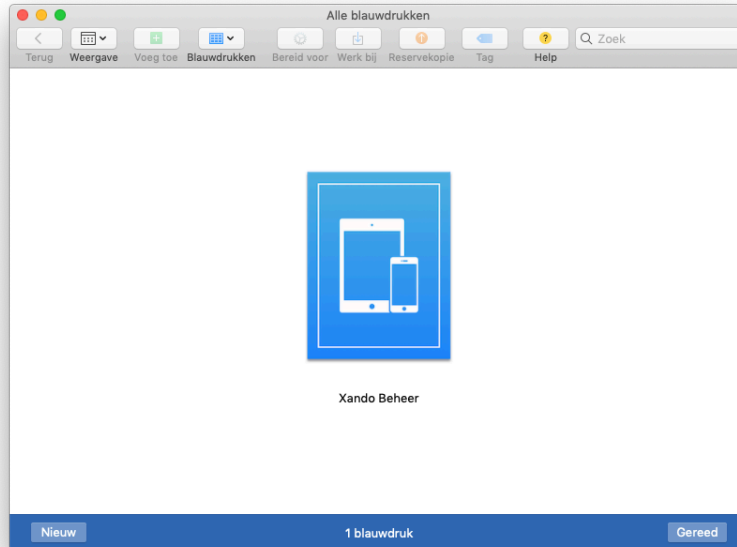 Alle blauwdrukken
Zoek
Terug Weergave Voeg toe Blauwdrukken Bereid voor Werk bij Reservekopie Tag Help
Xando Beheer
Nieuw 1 blauwdruk Gereed